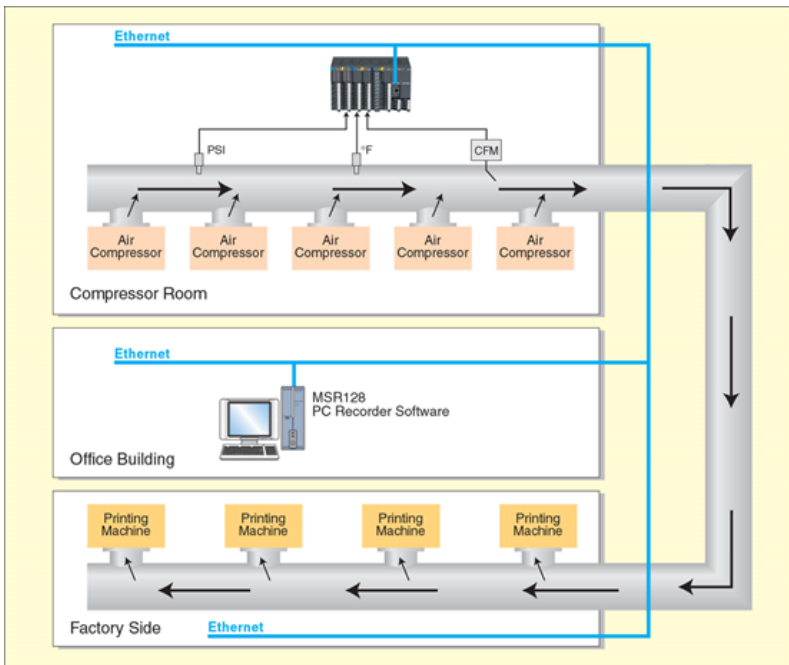 Ethernet
PSI
°F
CFM
Air
Compressor
Air
Compressor
Air
Compressor
Air
Compressor
Air
Compressor
Compressor Room
Ethernet
MSR128
PC Recorder Software
Office Building
Printing
Machine
Printing
Machine
Printing
Machine
Printing
Machine
Factory Side
Ethernet